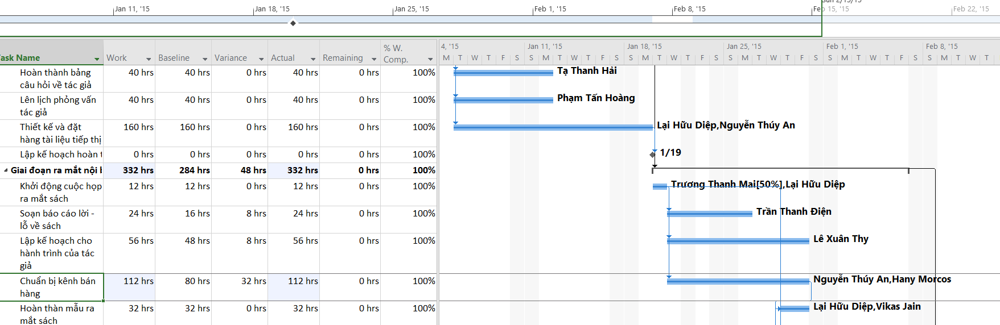 Sun 2/15/15
Jan 11, '15 Jan 18, '15 Jan 25, '15 Feb 1, '15 Feb 8, '15 Feb 15, '15 Feb 22, '15
Task Name Work Baseline Variance Actual Remaining % W. Comp.
4, '15 Jan 11, '15 Jan 18, '15 Jan 25, '15 Feb 1, '15 Feb 8, '15
M T W T F S S M T W T F S S M T W T F S S M T W T F S S M T W T F S S M T W T
Hoàn thành bảng câu hỏi về tác giả 40 hrs 40 hrs 0 hrs 40 hrs 0 hrs 100% Tạ Thanh Hải
Lên lịch phỏng vấn tác giả 40 hrs 40 hrs 0 hrs 40 hrs 0 hrs 100% Phạm Tấn Hoàng
Thiết kế và đặt hàng tài liệu tiếp thị 160 hrs 160 hrs 0 hrs 160 hrs 0 hrs 100% Lại Hữu Diệp,Nguyễn Thúy An
Lập kế hoạch hoàn t 0 hrs 0 hrs 0 hrs 0 hrs 0 hrs 100% 1/19
Giai đoạn ra mắt nội b 332 hrs 284 hrs 48 hrs 332 hrs 0 hrs 100%
Khởi động cuộc họp ra mắt sách 12 hrs 12 hrs 0 hrs 12 hrs 0 hrs 100% Trương Thanh Mai[50%],Lại Hữu Diệp
Soạn báo cáo lời - lỗ về sách 24 hrs 16 hrs 8 hrs 24 hrs 0 hrs 100% Trần Thanh Điện
Lập kế hoạch cho hành trình của tác giả 56 hrs 48 hrs 8 hrs 56 hrs 0 hrs 100% Lê Xuân Thy
Chuẩn bị kênh bán hàng 112 hrs 80 hrs 32 hrs 112 hrs 0 hrs 100% Nguyễn Thúy An,Hany Morcos
Hoàn thàn mẫu ra mắt sách 32 hrs 32 hrs 0 hrs 32 hrs 0 hrs 100% Lại Hữu Diệp,Vikas Jain